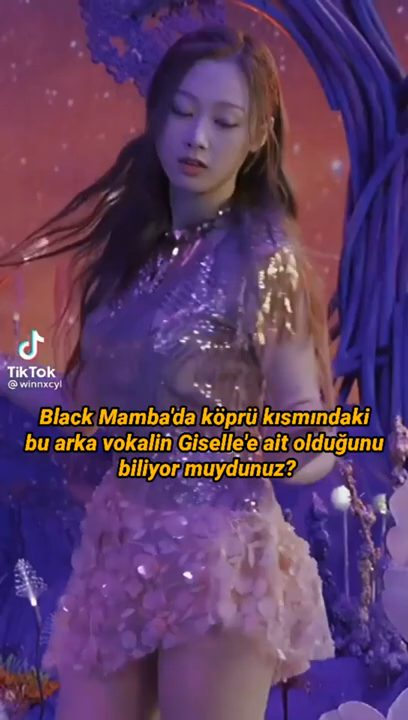 TikTok
@winnxcyl
Black Mamba'da köprü kısmındaki
bu arka vokalin Giselle'e ait olduğunu
biliyor muydunuz?